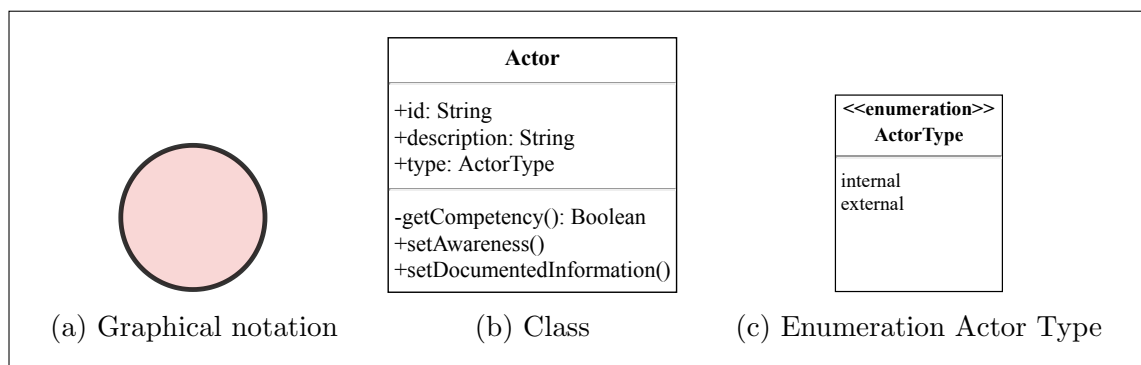 Actor
+id: String
+description: String
+type: ActorType
-getCompetency(): Boolean
+setAwareness()
+setDocumentedInformation()
<<enumeration>>
ActorType
internal
external
(a) Graphical notation
(b) Class
(c) Enumeration Actor Type